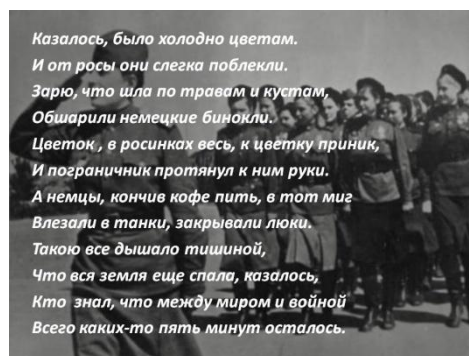 Казалось, было холодно цветам.
И от росы они слегка поблекли.
Зарю, что шла по травам и кустам,
Обшарили немецкие бинокли.
Цветок , в росинках весь, к цветку приник,
И пограничник протянул к ним руки.
А немцы, кончив кофе пить, в тот миг
Влезали в танки, закрывали люки.
Такою все дышало тишиной,
Что вся земля еще спала, казалось,
Кто  знал, что между миром и войной
Всего каких-то пять минут осталось.